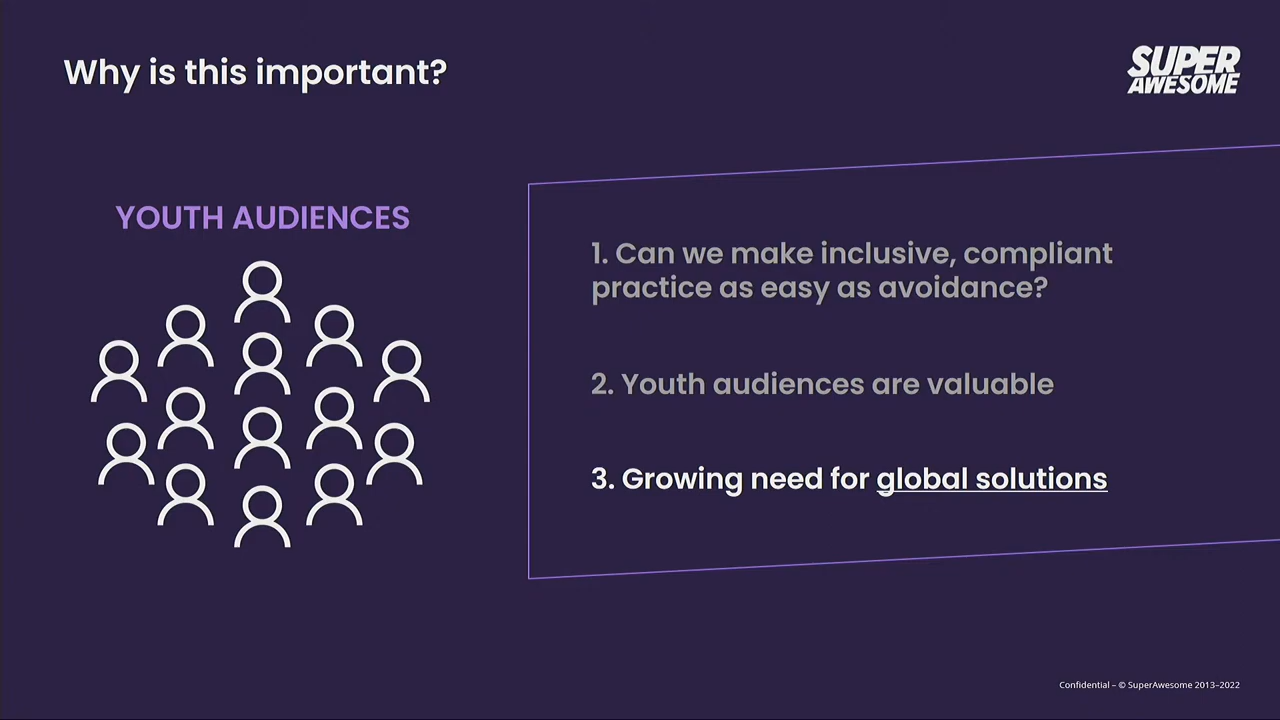 Why is this important?
SUPER
AWESOME
YOUTH AUDIENCES
1. Can we make inclusive, compliant
practice as easy as avoidance?
2. Youth audiences are valuable
3. Growing need for global solutions
Confidential – © SuperAwesome 2013–2022